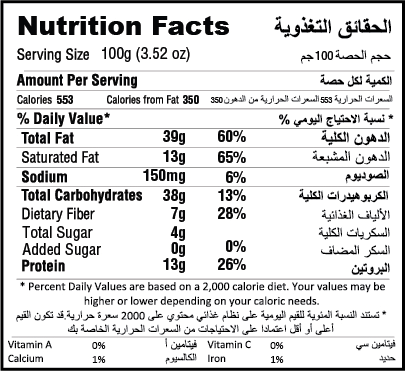 Nutrition Facts الحقائق التغذوية
Serving Size 100g (3.52 oz) حجم الحصة 100جم
Amount Per Serving الكمية لكل حصة
Calories 553 Calories from Fat 350 السعرات الحرارية 553 السعرات الحرارية من الدهون 350
% Daily Value* * نسبة الاحتياج اليومي %
Total Fat 39g 60% الدهون الكلية
Saturated Fat 13g 65% الدهون المشبعة
Sodium 150mg 6% الصوديوم
Total Carbohydrates 38g 13% الكربوهيدرات الكلية
Dietary Fiber 7g 28% الألياف الغذائية
Total Sugar 4g السكريات الكلية
Added Sugar 0g 0% السكر المضاف
Protein 13g 26% البروتين
* Percent Daily Values are based on a 2,000 calorie diet. Your values may be
higher or lower depending on your caloric needs.
* تستند النسبة المئوية للقيم اليومية على نظام غذائي محتوي على 2000 سعرة حرارية.قد تكون القيم
أعلى أو أقل اعتمادا على الاحتياجات من السعرات الحرارية الخاصة بك
Vitamin A 0% فيتامين أ Vitamin C 0% فيتامين سي
Calcium 1% الكالسيوم Iron 1% حديد